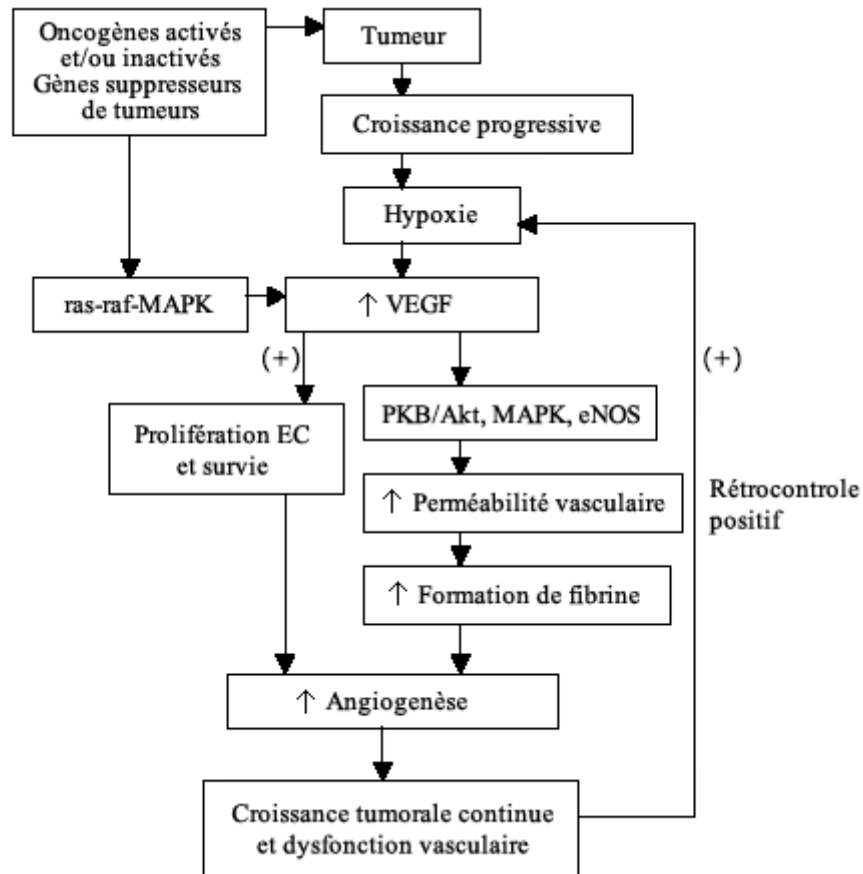 Oncogènes activés
et/ou inactivés
Gènes suppresseurs
de tumeurs
Tumeur
Croissance progressive
Hypoxie
ras-raf-MAPK
↑ VEGF
(+)
(+)
Prolifération EC
et survie
PKB/Akt, MAPK, eNOS
↑ Perméabilité vasculaire
Rétrocontrole
positif
↑ Formation de fibrine
↑ Angiogenèse
Croissance tumorale continue
et dysfonction vasculaire